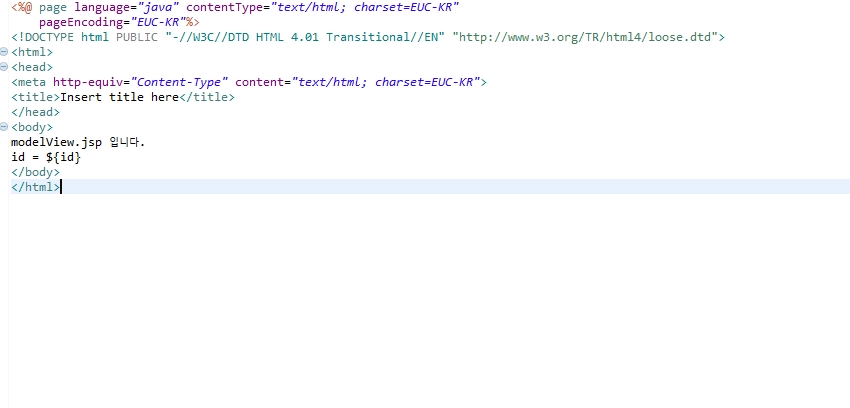 <%@ page language="java" contentType="text/html; charset=EUC-KR"
    pageEncoding="EUC-KR"%>
<!DOCTYPE html PUBLIC "-//W3C//DTD HTML 4.01 Transitional//EN" "http://www.w3.org/TR/html4/loose.dtd">
<html>
<head>
<meta http-equiv="Content-Type" content="text/html; charset=EUC-KR">
<title>Insert title here</title>
</head>
<body>
modelView.jsp 입니다.
id = ${id}
</body>
</html>